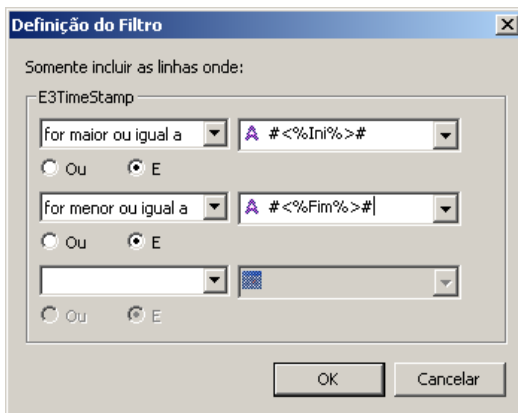 Definição do Filtro
Somente incluir as linhas onde:
E3TimeStamp
for maior ou igual a A #<%Ini%>#
Ou E
for menor ou igual a A #<%Fim%>#
Ou E
Ou E
OK Cancelar